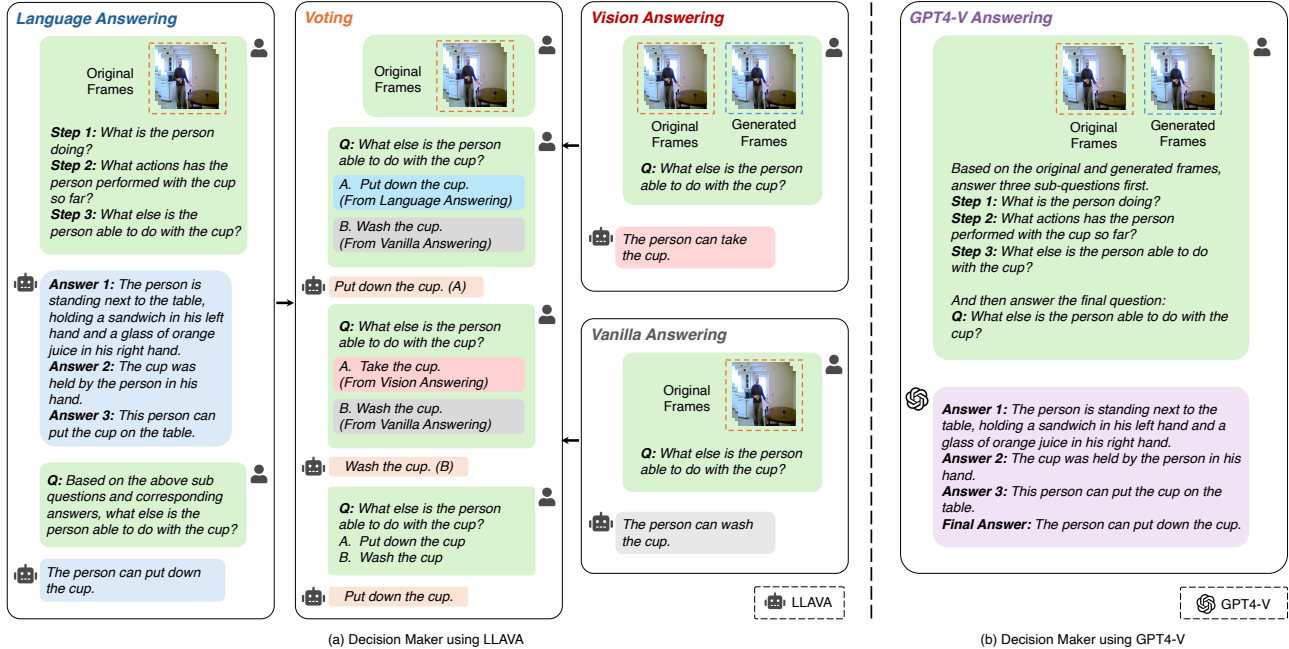 Language Answering
Original
Frames
Step 1: What is the person
doing?
Step 2: What actions has the
person performed with the cup
so far?
Step 3: What else is the
person able to do with the cup?
Answer 1: The person is
standing next to the table,
holding a sandwich in his left
hand and a glass of orange
juice in his right hand.
Answer 2: The cup was
held by the person in his
hand.
Answer 3: This person can
put the cup on the table.
Q: Based on the above sub
questions and corresponding
answers, what else is the
person able to do with the cup?
The person can put down
the cup.
Voting
Original
Frames
Q: What else is the person
able to do with the cup?
A. Put down the cup.
(From Language Answering)
B. Wash the cup.
(From Vanilla Answering)
Put down the cup. (A)
Q: What else is the person
able to do with the cup?
A. Take the cup.
(From Vision Answering)
B. Wash the cup.
(From Vanilla Answering)
Wash the cup. (B)
Q: What else is the person
able to do with the cup?
A. Put down the cup
B. Wash the cup
Put down the cup.
Vision Answering
Original
Frames
Generated
Frames
Q: What else is the person
able to do with the cup?
The person can take
the cup.
Vanilla Answering
Original
Frames
Q: What else is the person
able to do with the cup?
The person can wash
the cup.
LLAVA
(a) Decision Maker using LLAVA
GPT4-V Answering
Original
Frames
Generated
Frames
Based on the original and generated frames,
answer three sub-questions first.
Step 1: What is the person doing?
Step 2: What actions has the person
performed with the cup so far?
Step 3: What else is the person able to do
with the cup?
And then answer the final question:
Q: What else is the person able to do with the
cup?
Answer 1: The person is standing next to the
table, holding a sandwich in his left hand and a
glass of orange juice in his right hand.
Answer 2: The cup was held by the person in his
hand.
Answer 3: This person can put the cup on the
table.
Final Answer: The person can put down the cup.
GPT4-V
(b) Decision Maker using GPT4-V